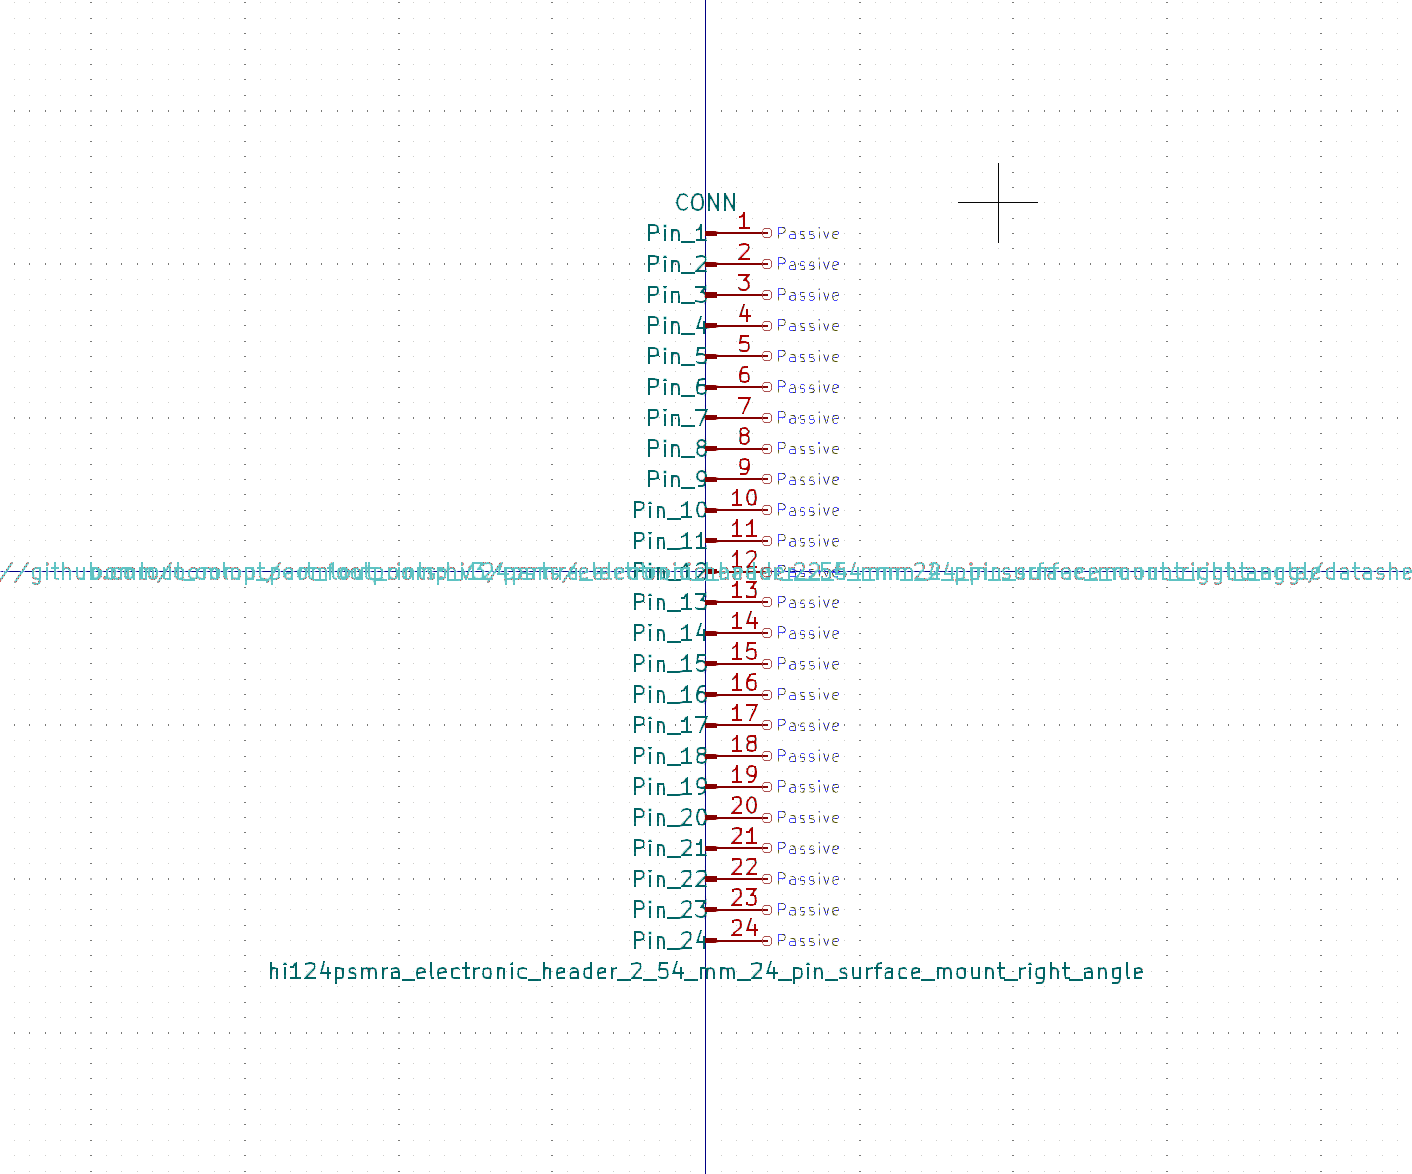 CONN
Pin_1 1 Passive
Pin_2 2 Passive
Pin_3 3 Passive
Pin_4 4 Passive
Pin_5 5 Passive
Pin_6 6 Passive
Pin_7 7 Passive
Pin_8 8 Passive
Pin_9 9 Passive
Pin_10 10 Passive
Pin_11 11 Passive
Pin_12 12 Passive
Pin_13 13 Passive
Pin_14 14 Passive
Pin_15 15 Passive
Pin_16 16 Passive
Pin_17 17 Passive
Pin_18 18 Passive
Pin_19 19 Passive
Pin_20 20 Passive
Pin_21 21 Passive
Pin_22 22 Passive
Pin_23 23 Passive
Pin_24 24 Passive
hi124psmra_electronic_header_2_54_mm_24_pin_surface_mount_right_angle